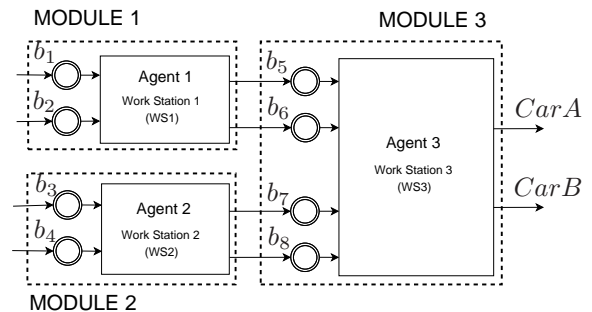 MODULE 1
MODULE 3
b1
b2
Agent 1
Work Station 1
(WS1)
b5
b6
Agent 3
Work Station 3
(WS3)
CarA
CarB
b3
b4
Agent 2
Work Station 2
(WS2)
b7
b8
MODULE 2